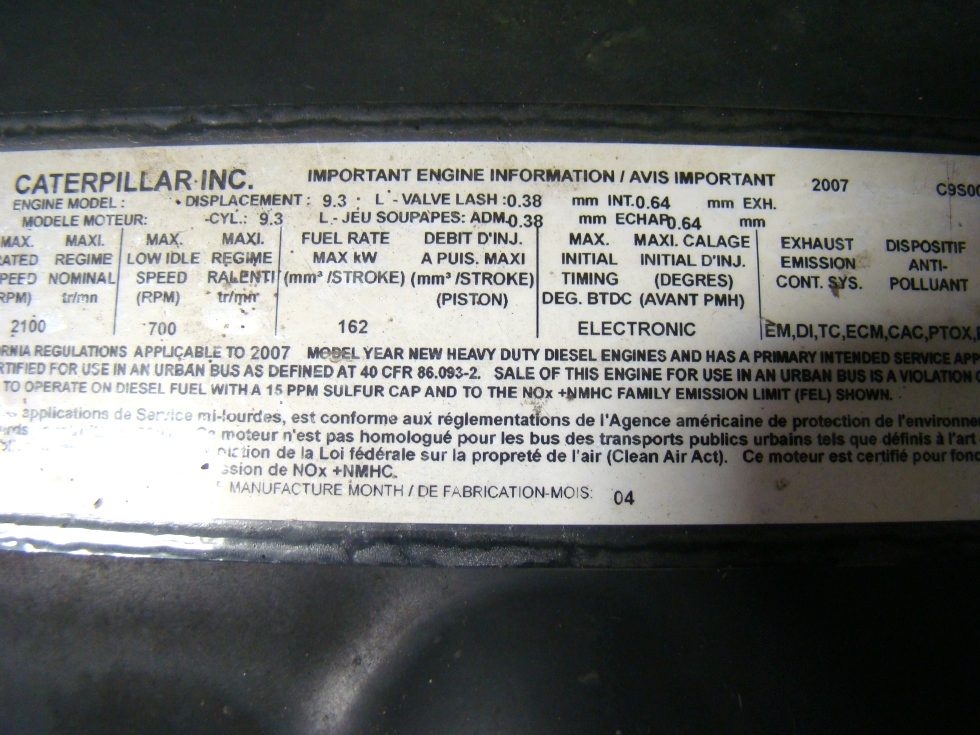 CATERPILLAR INC. IMPORTANT ENGINE INFORMATION / AVIS IMPORTANT 2007 C9S00
ENGINE MODEL : DISPLACEMENT : 9.3 L - VALVE LASH :0.38 mm INT.0.64 mm EXH.
MODELE MOTEUR: -CYL.: 9.3 L.-JEU SOUPAPES: ADM.0.38 mm ECHAP0.64 mm
MAX. MAXI. MAX. MAXI. FUEL RATE DEBIT D'INJ. MAX. MAXI. CALAGE EXHAUST DISPOSITIF
RATED REGIME LOW IDLE REGIME MAX kW A PUIS. MAXI INITIAL INITIAL D'INJ. EMISSION ANTI-
SPEED NOMINAL SPEED RALENTI (mm³ /STROKE) (mm³ /STROKE) TIMING (DEGRES) CONT. SYS. POLLUANT
RPM) tr/mn (RPM) tr/mn (PISTON) DEG. BTDC (AVANT PMH)
2100 700 162 ELECTRONIC EM,DI,TC,ECM,CAC,PTOX,
RNIA REGULATIONS APPLICABLE TO 2007 MODEL YEAR NEW HEAVY DUTY DIESEL ENGINES AND HAS A PRIMARY INTENDED SERVICE APP
RTIFIED FOR USE IN AN URBAN BUS AS DEFINED AT 40 CFR 86.093-2. SALE OF THIS ENGINE FOR USE IN AN URBAN BUS IS A VIOLATION O
TO OPERATE ON DIESEL FUEL WITH A 15 PPM SULFUR CAP AND TO THE NOx +NMHC FAMILY EMISSION LIMIT (FEL) SHOWN.
applications de Service mi-lourdes, est conforme aux réglementations de l'Agence américaine de protection de l'environnem
Ce moteur n'est pas homologué pour les bus des transports publics urbains tels que définis à l'art
iction de la Loi fédérale sur la propreté de l'air (Clean Air Act). Ce moteur est certifié pour fonc
ssion de NOx +NMHC.
MANUFACTURE MONTH / DE FABRICATION-MOIS: 04